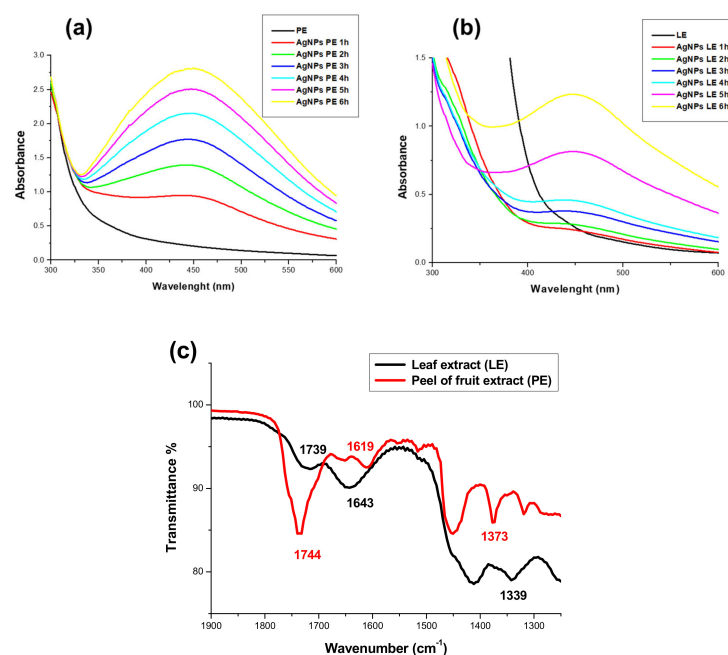 (a)
PE
AgNPs PE 1h
AgNPs PE 2h
AgNPs PE 3h
AgNPs PE 4h
AgNPs PE 5h
AgNPs PE 6h
Absorbance
3.0
2.5
2.0
1.5
1.0
0.5
0.0
300 350 400 450 500 550 600
Wavelenght (nm)
(b)
LE
AgNPs LE 1h
AgNPs LE 2h
AgNPs LE 3h
AgNPs LE 4h
AgNPs LE 5h
AgNPs LE 6h
Absorbance
1.5
1.2
0.9
0.6
0.3
0.0
300 400 500 600
Wavelenght (nm)
(c)
Leaf extract (LE)
Peel of fruit extract (PE)
Transmittance %
100
90
80
1739
1619
1643
1744
1373
1339
1900 1800 1700 1600 1500 1400 1300
Wavenumber (cm⁻¹)